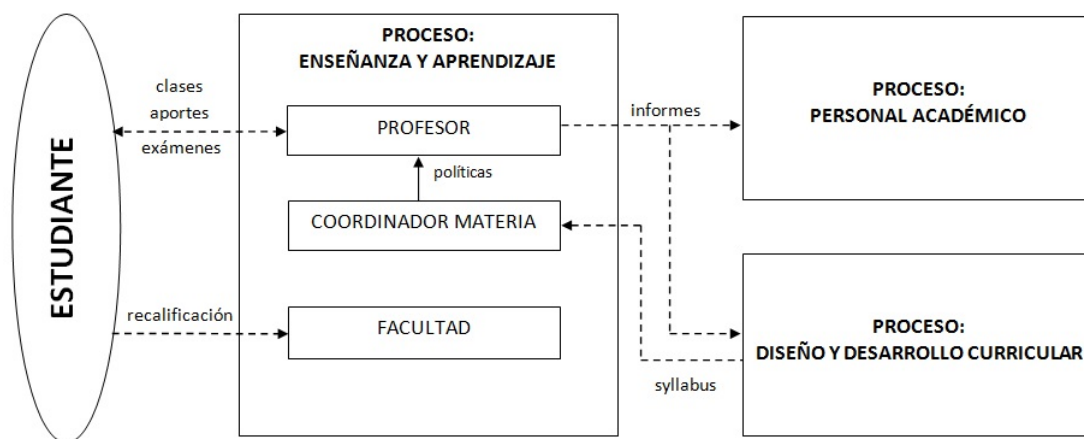 ESTUDIANTE
clases
aportes
exámenes
recalificación
PROCESO:
ENSEÑANZA Y APRENDIZAJE
PROFESOR
políticas
COORDINADOR MATERIA
FACULTAD
informes
syllabus
PROCESO:
PERSONAL ACADÉMICO
PROCESO:
DISEÑO Y DESARROLLO CURRICULAR